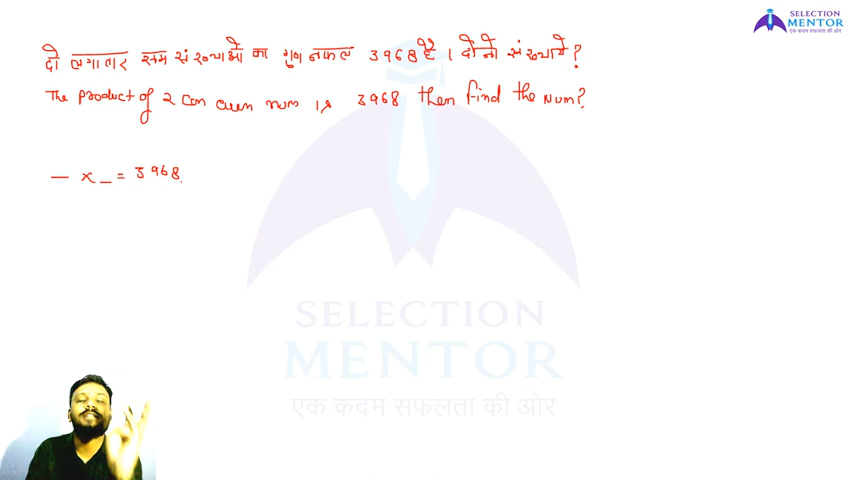 SELECTION
MENTOR
एक कदम सफलता की ओर
दो लगातार सम संख्याओ का गुणनफल 3968 है । दोनो संख्याये ?
The product of 2 con even num is 3968 then find the Num?
— x — = 3968.
SELECTION
MENTOR
एक कदम सफलता की ओर